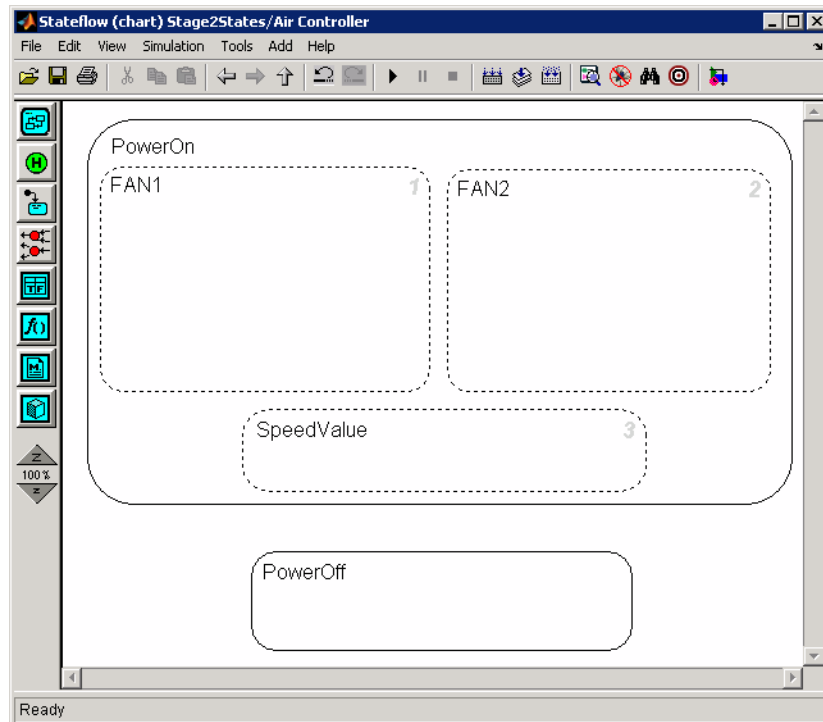 Stateflow (chart) Stage2States/Air Controller
File Edit View Simulation Tools Add Help
PowerOn
FAN1 1
FAN2 2
SpeedValue 3
PowerOff
H
TF
f()
M
Z
100%
Z
Ready